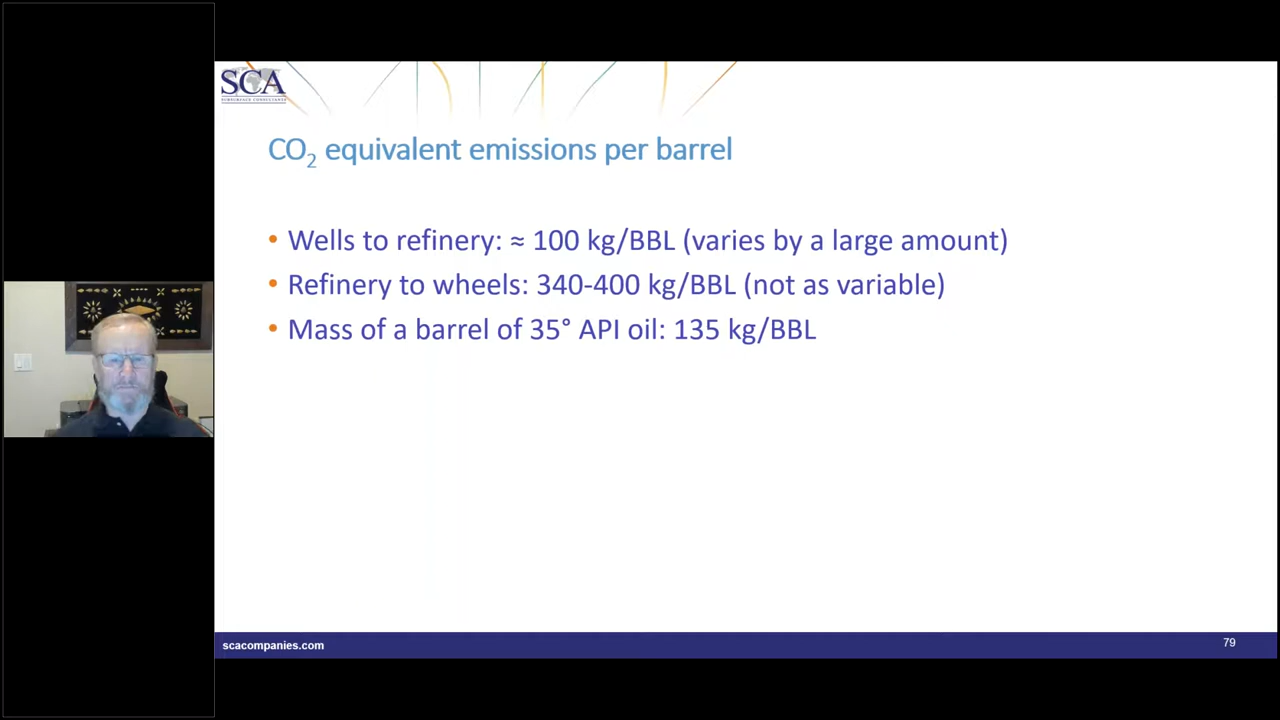 SCA
CO₂ equivalent emissions per barrel
• Wells to refinery: ≈ 100 kg/BBL (varies by a large amount)
• Refinery to wheels: 340-400 kg/BBL (not as variable)
• Mass of a barrel of 35° API oil: 135 kg/BBL
scacompanies.com
79